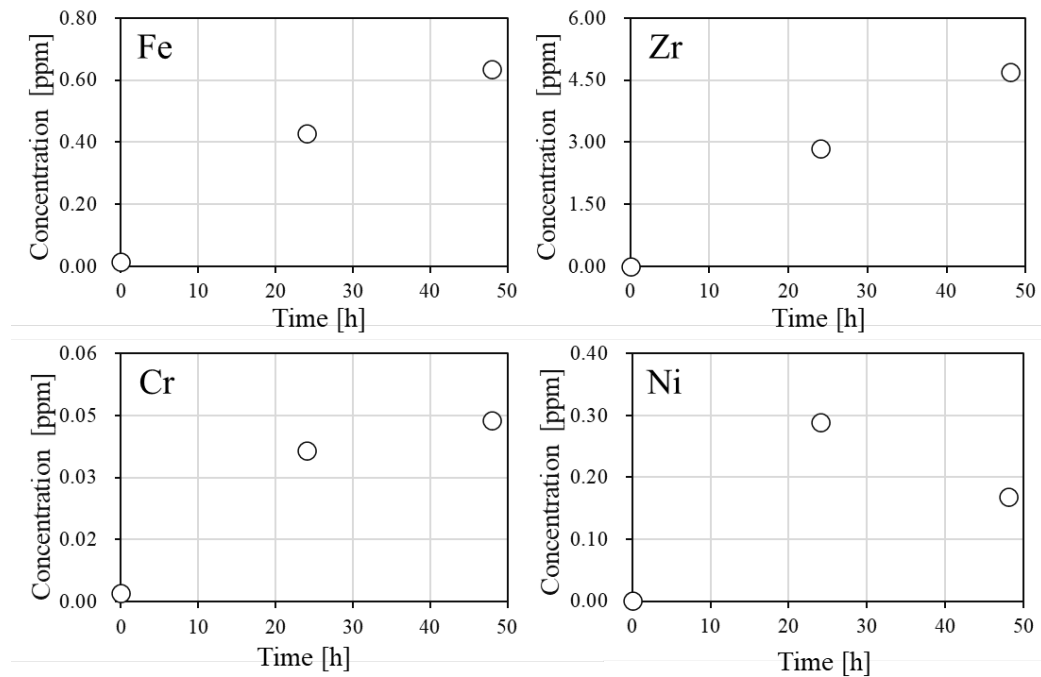 Fe
Concentration [ppm]
0.80
0.60
0.40
0.20
0.00
0 10 20 30 40 50
Time [h]
Zr
Concentration [ppm]
6.00
4.50
3.00
1.50
0.00
0 10 20 30 40 50
Time [h]
Cr
Concentration [ppm]
0.06
0.05
0.03
0.02
0.00
0 10 20 30 40 50
Time [h]
Ni
Concentration [ppm]
0.40
0.30
0.20
0.10
0.00
0 10 20 30 40 50
Time [h]